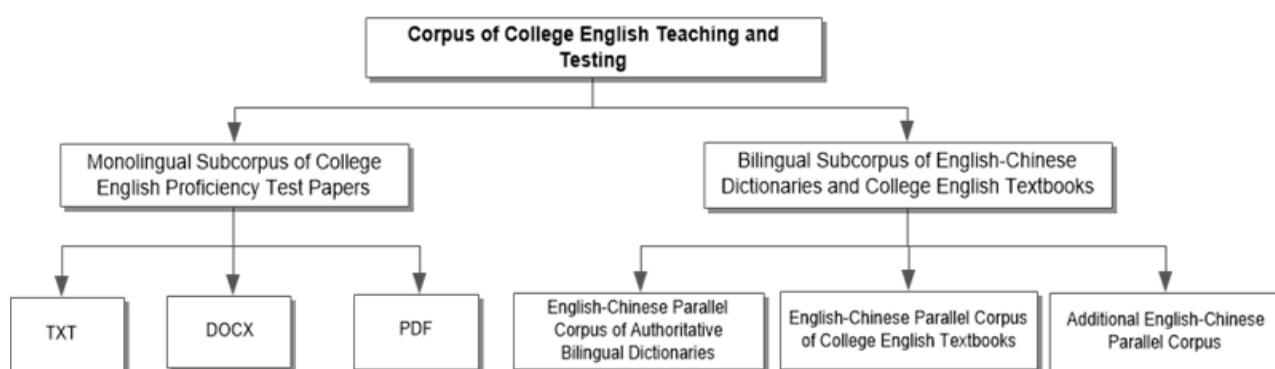 Corpus of College English Teaching and
Testing
Monolingual Subcorpus of College
English Proficiency Test Papers
Bilingual Subcorpus of English-Chinese
Dictionaries and College English Textbooks
TXT
DOCX
PDF
English-Chinese Parallel
Corpus of Authoritative
Bilingual Dictionaries
English-Chinese Parallel Corpus
of College English Textbooks
Additional English-Chinese
Parallel Corpus